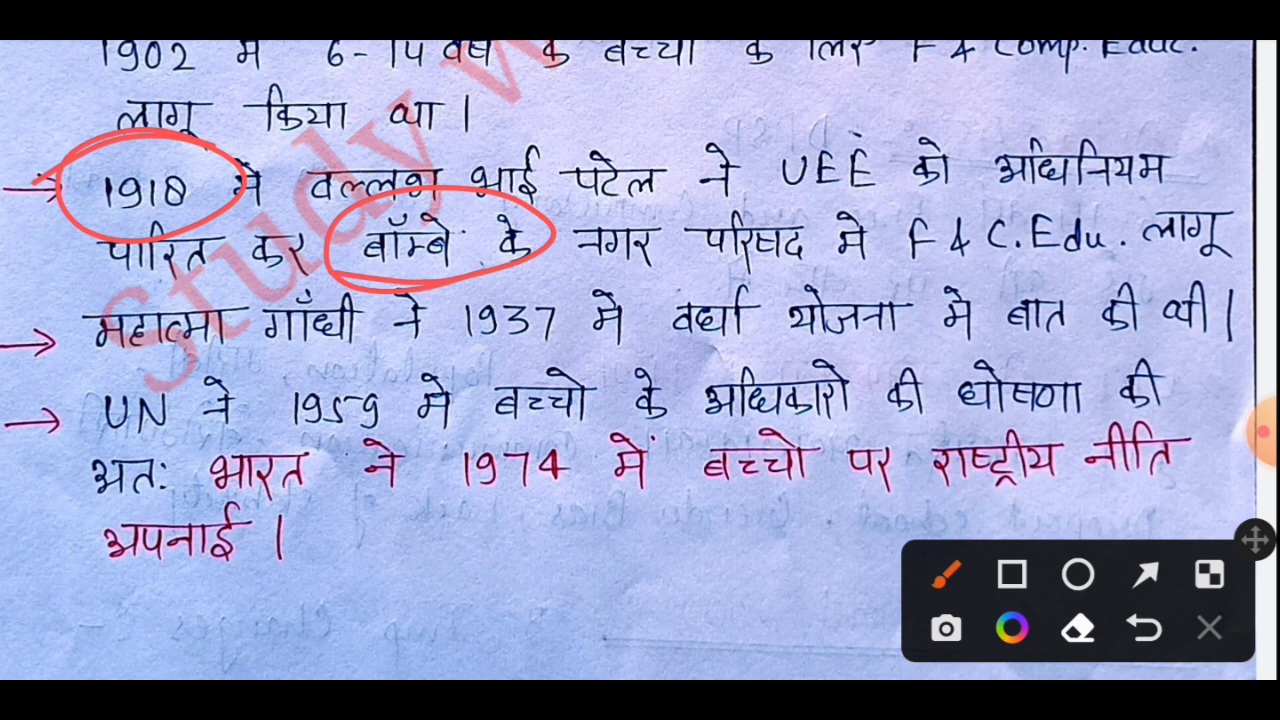 1902 में 6-14 वर्ष के बच्चो के लिए F & Comp. Educ.
लागू किया था।
→ 1918 मे वल्लभ भाई पटेल ने UEE को अधिनियम
पारित कर बॉम्बे के नगर परिषद मे F & C. Edu. लागू
→ महात्मा गाँधी ने 1937 मे वर्धा योजना मे बात की थी।
→ UN ने 1959 मे बच्चो के अधिकारो की घोषणा की
अतः भारत ने 1974 में बच्चो पर राष्ट्रीय नीति
अपनाई।
Study